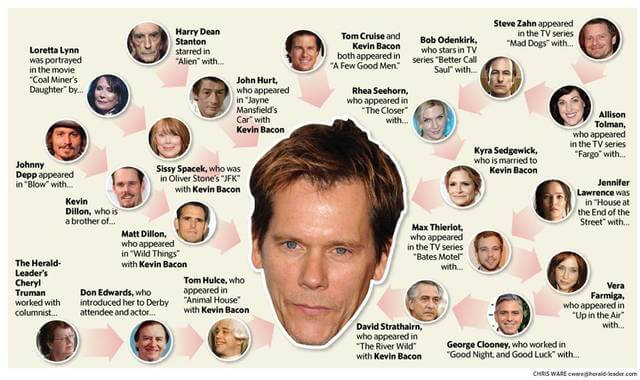 Loretta Lynn
was portrayed
in the movie
“Coal Miner's
Daughter” by...
Harry Dean
Stanton
starred in
“Alien” with...
John Hurt,
who appeared
in “Jayne
Mansfield's
Car” with
Kevin Bacon
Tom Cruise and
Kevin Bacon
both appeared in
“A Few Good Men.”
Bob Odenkirk,
who stars in TV
series “Better Call
Saul” with...
Steve Zahn appeared
in the TV series
“Mad Dogs” with...
Rhea Seehorn,
who appeared in
“The Closer”
with...
Allison
Tolman,
who appeared
in the TV series
“Fargo” with...
Kyra Sedgewick,
who is married to
Kevin Bacon
Johnny
Depp appeared
in “Blow” with...
Sissy Spacek, who was
in Oliver Stone's “JFK”
with Kevin Bacon
Kevin
Dillon, who is
a brother of...
Matt Dillon,
who appeared
in “Wild Things”
with Kevin Bacon
Jennifer
Lawrence was
in “House at
the End of the
Street” with...
Max Thieriot,
who appeared
in the TV series
“Bates Motel”
with...
The Herald-
Leader's
Cheryl
Truman
worked with
columnist...
Don Edwards, who
introduced her to Derby
attendee and actor...
Tom Hulce, who
appeared in
“Animal House”
with Kevin Bacon
Vera
Farmiga,
who appeared in
“Up in the Air”
with...
David Strathairn,
who appeared in
“The River Wild”
with Kevin Bacon
George Clooney, who worked in
“Good Night, and Good Luck” with...
CHRIS WARE cware@herald-leader.com